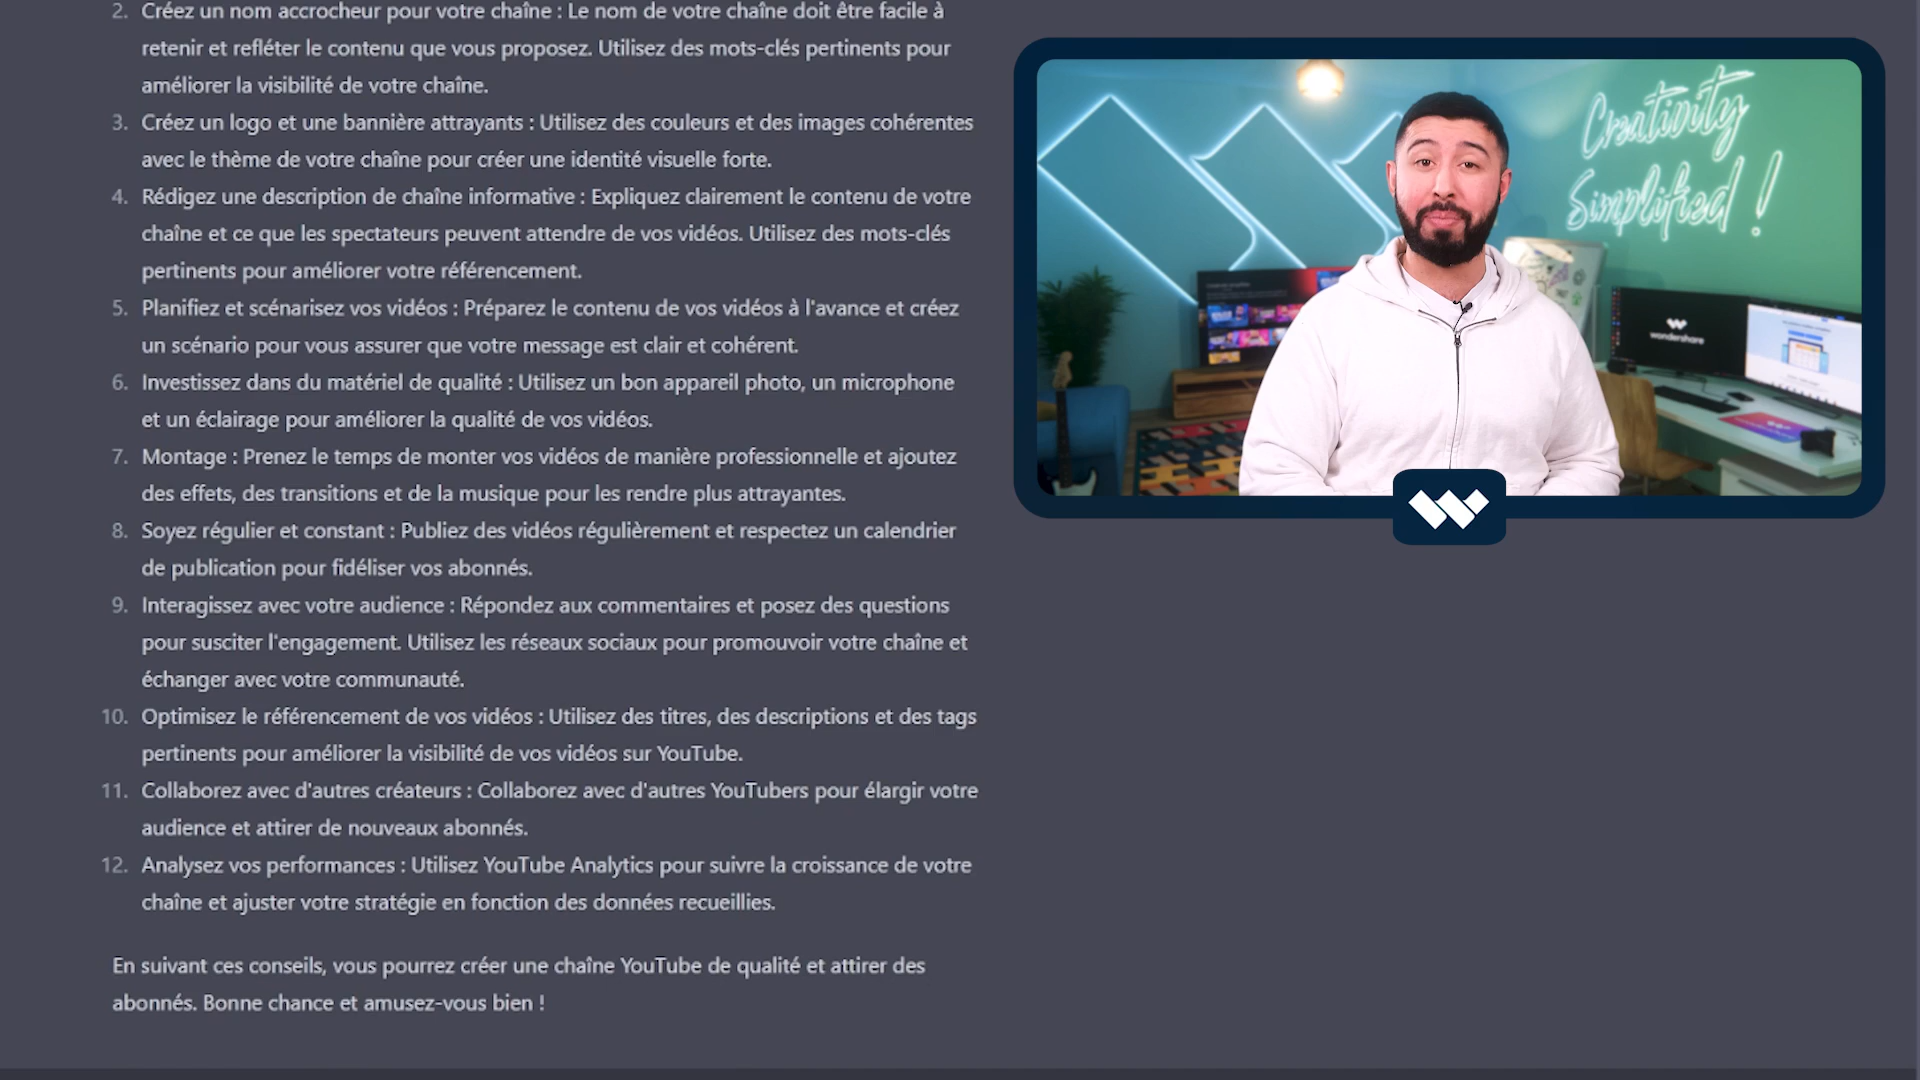 2. Créez un nom accrocheur pour votre chaîne : Le nom de votre chaîne doit être facile à
retenir et refléter le contenu que vous proposez. Utilisez des mots-clés pertinents pour
améliorer la visibilité de votre chaîne.
3. Créez un logo et une bannière attrayants : Utilisez des couleurs et des images cohérentes
avec le thème de votre chaîne pour créer une identité visuelle forte.
4. Rédigez une description de chaîne informative : Expliquez clairement le contenu de votre
chaîne et ce que les spectateurs peuvent attendre de vos vidéos. Utilisez des mots-clés
pertinents pour améliorer votre référencement.
5. Planifiez et scénarisez vos vidéos : Préparez le contenu de vos vidéos à l'avance et créez
un scénario pour vous assurer que votre message est clair et cohérent.
6. Investissez dans du matériel de qualité : Utilisez un bon appareil photo, un microphone
et un éclairage pour améliorer la qualité de vos vidéos.
7. Montage : Prenez le temps de monter vos vidéos de manière professionnelle et ajoutez
des effets, des transitions et de la musique pour les rendre plus attrayantes.
8. Soyez régulier et constant : Publiez des vidéos régulièrement et respectez un calendrier
de publication pour fidéliser vos abonnés.
9. Interagissez avec votre audience : Répondez aux commentaires et posez des questions
pour susciter l'engagement. Utilisez les réseaux sociaux pour promouvoir votre chaîne et
échanger avec votre communauté.
10. Optimisez le référencement de vos vidéos : Utilisez des titres, des descriptions et des tags
pertinents pour améliorer la visibilité de vos vidéos sur YouTube.
11. Collaborez avec d'autres créateurs : Collaborez avec d'autres YouTubers pour élargir votre
audience et attirer de nouveaux abonnés.
12. Analysez vos performances : Utilisez YouTube Analytics pour suivre la croissance de votre
chaîne et ajuster votre stratégie en fonction des données recueillies.
En suivant ces conseils, vous pourrez créer une chaîne YouTube de qualité et attirer des
abonnés. Bonne chance et amusez-vous bien !
Creativity
Simplified !
wondershare